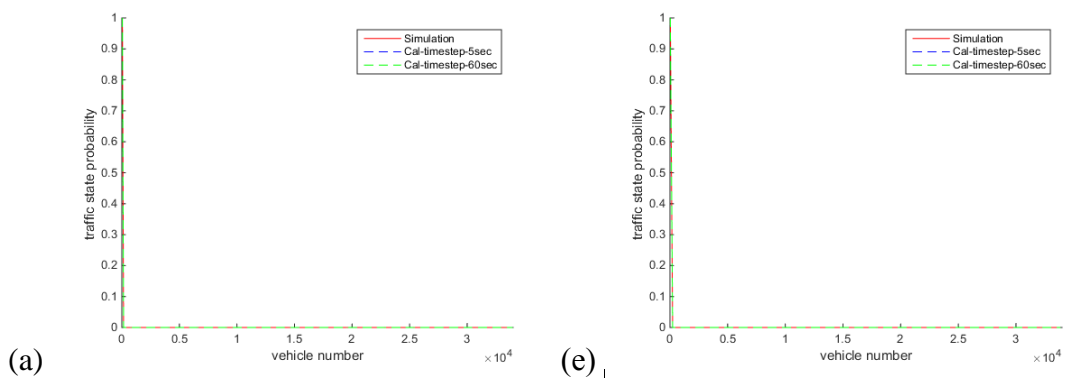 1
0.9
0.8
0.7
0.6
0.5
0.4
0.3
0.2
0.1
0
traffic state probability
Simulation
Cal-timestep-5sec
Cal-timestep-60sec
0 0.5 1 1.5 2 2.5 3
vehicle number
×10⁴
(a)
1
0.9
0.8
0.7
0.6
0.5
0.4
0.3
0.2
0.1
0
traffic state probability
Simulation
Cal-timestep-5sec
Cal-timestep-60sec
0 0.5 1 1.5 2 2.5 3
vehicle number
×10⁴
(e)